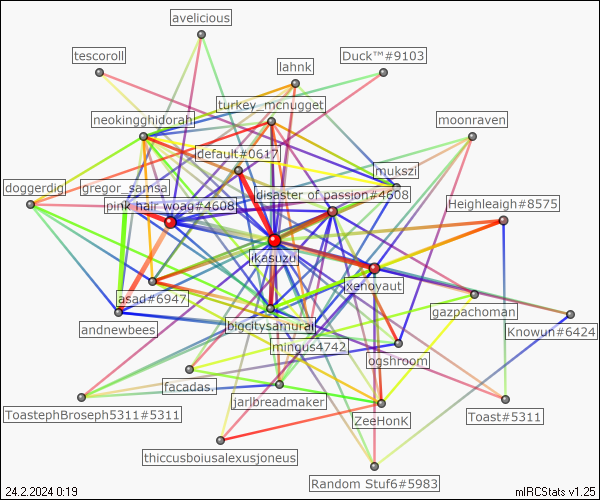 avelicious
tescoroll
Duck™#9103
lahnk
turkey_mcnugget
neokingghidorah
moonraven
default#0617
mukszi
doggerdig
gregor_samsa
disaster of passion#4608
pink hair woag#4608
Heighleaigh#8575
ikasuzu
xenoyaut
asad#6947
gazpachoman
andnewbees
bigcitysamurai
Knowun#6424
mingus4742
ogshroom
facadas.
jarlbreadmaker
ToastephBroseph5311#5311
Toast#5311
ZeeHonK
thiccusboiusalexusjoneus
Random Stuf6#5983
24.2.2024 0:19
mIRCStats v1.25